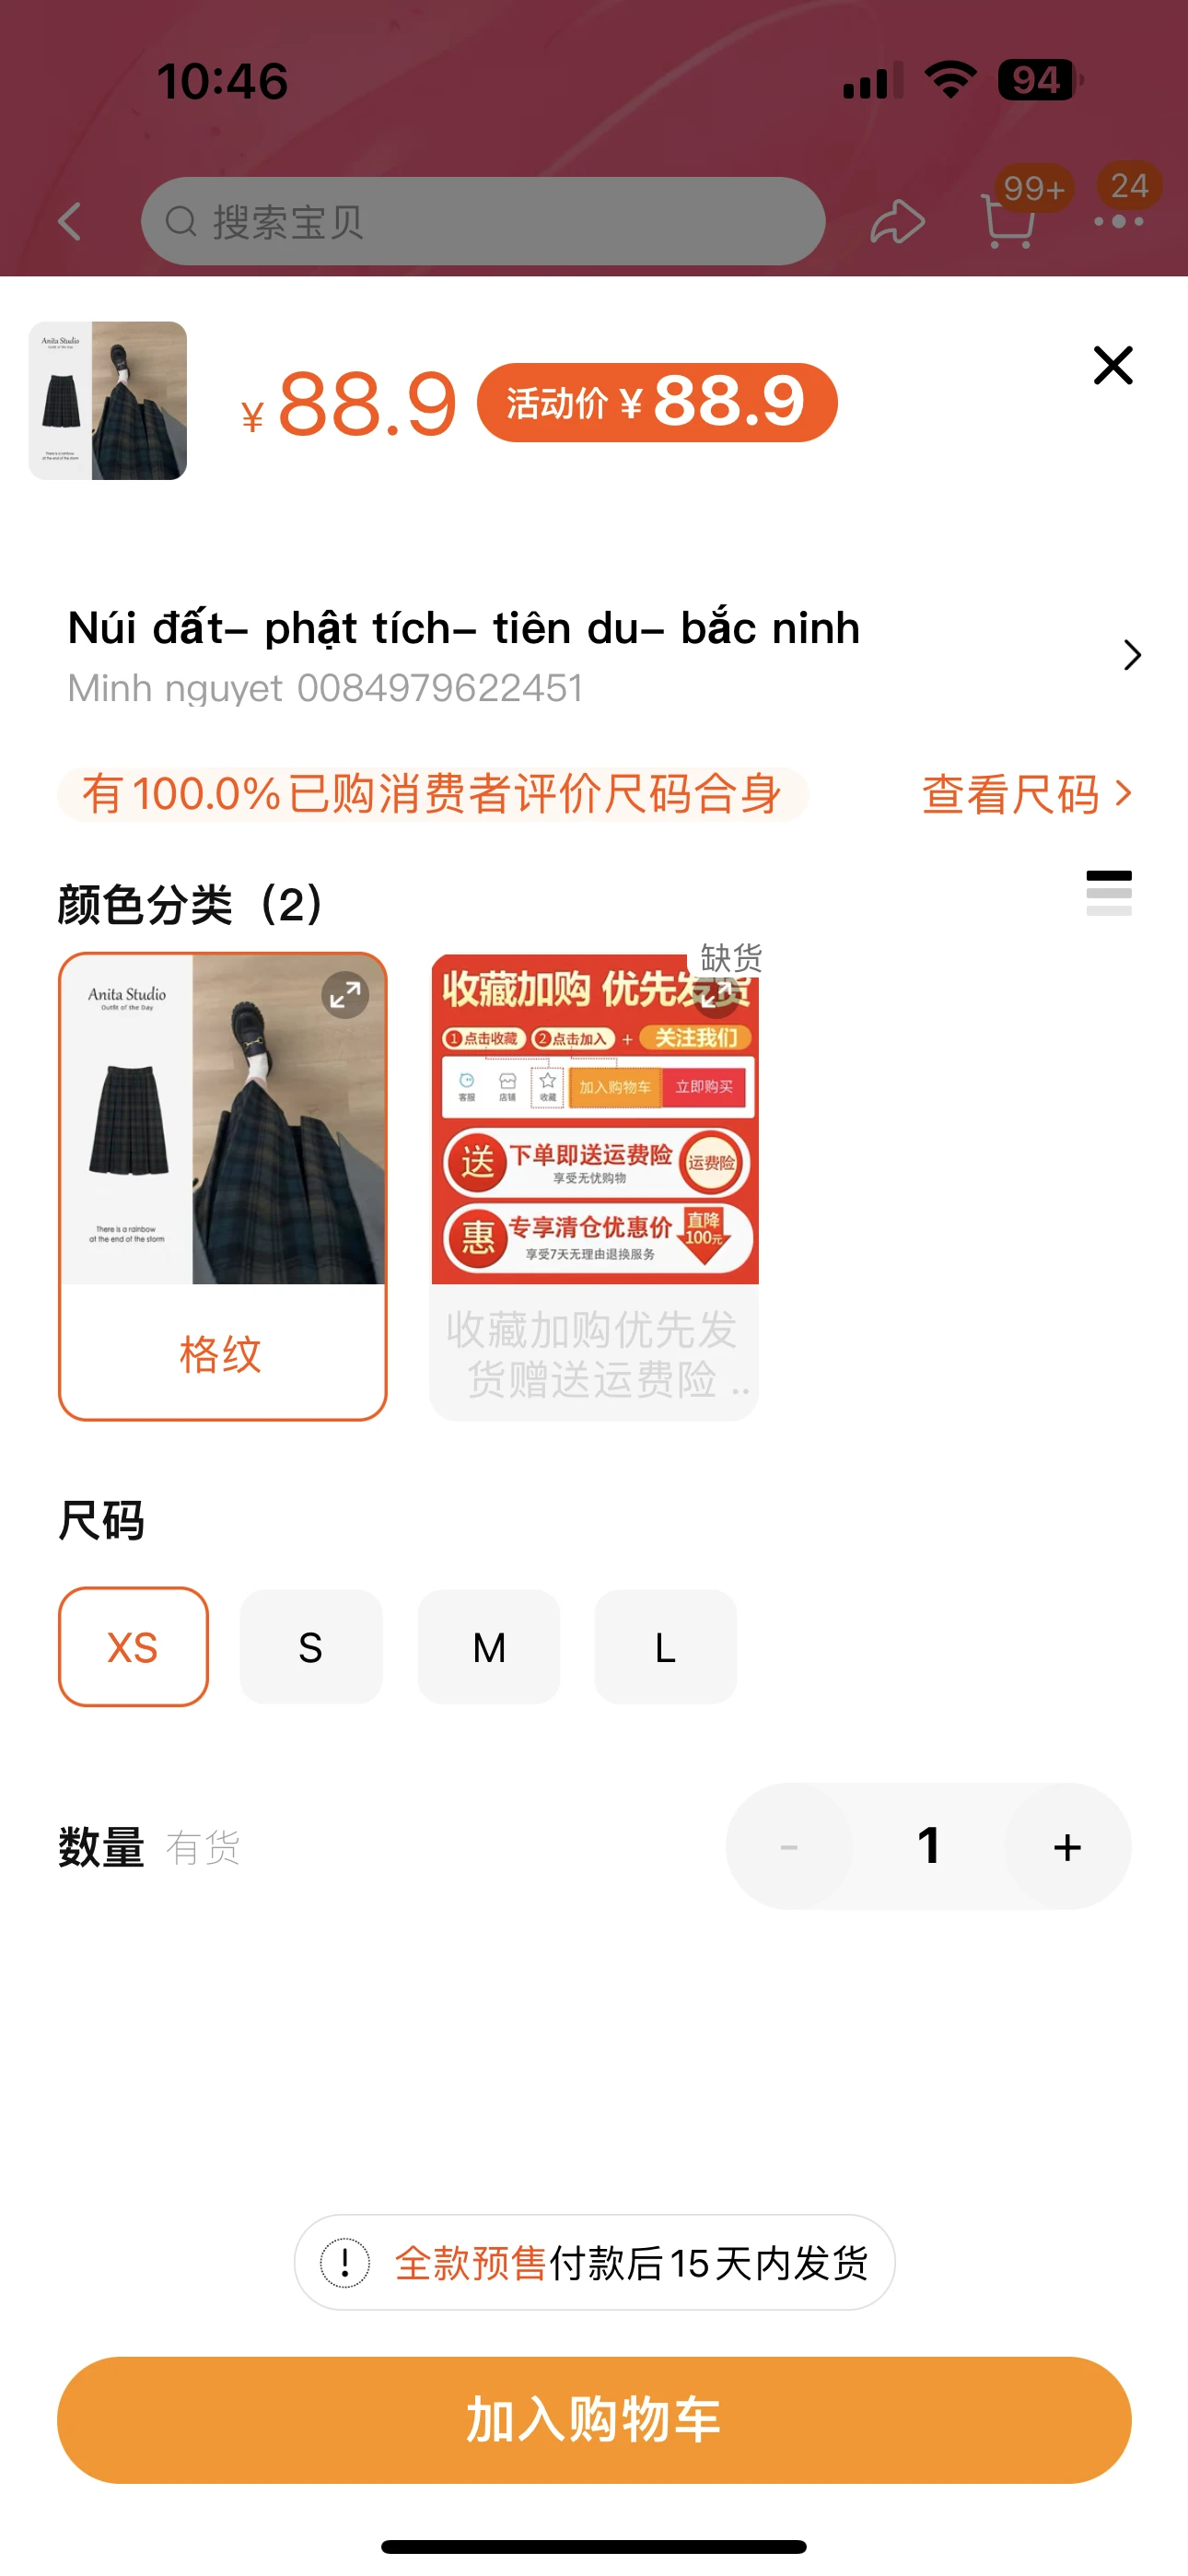 10:46
94
搜索宝贝
99+
24
Anita Studio
¥88.9 活动价¥88.9
Núi đất– phật tích– tiên du– bắc ninh
Minh nguyet 0084979622451
有100.0%已购消费者评价尺码合身
查看尺码
颜色分类（2）
Anita Studio
Outfit of the Day
There is a rainbow
at the end of the storm
格纹
缺货
收藏加购 优先发货
1 点击收藏 2 点击加入 + 关注我们
客服 店铺 收藏 加入购物车 立即购买
送 下单即送运费险 运费险
享受无忧购物
惠 专享清仓优惠价 直降
100元
享受7天无理由退换服务
收藏加购优先发
货赠送运费险 ..
尺码
XS S M L
数量 有货
- 1 +
全款预售付款后15天内发货
加入购物车